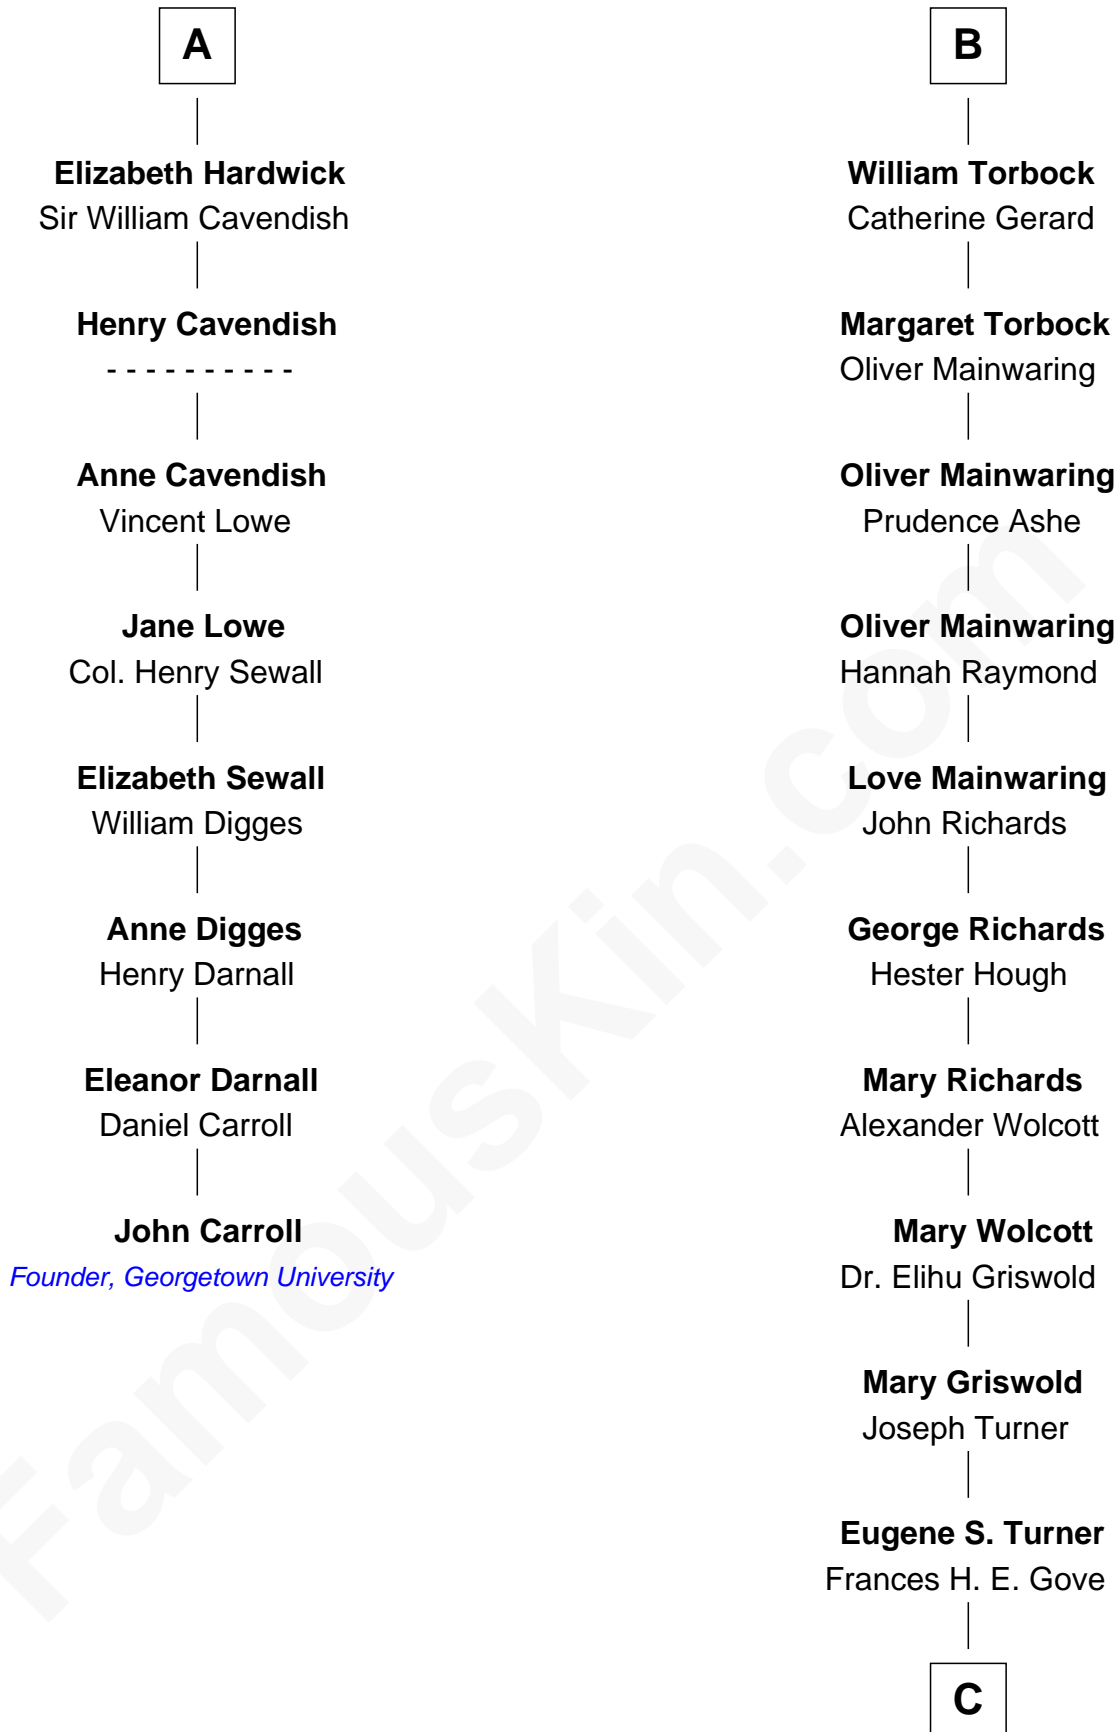 A
Elizabeth Hardwick
Sir William Cavendish
Henry Cavendish
- - - - - - - - - -
Anne Cavendish
Vincent Lowe
Jane Lowe
Col. Henry Sewall
Elizabeth Sewall
William Digges
Anne Digges
Henry Darnall
Eleanor Darnall
Daniel Carroll
John Carroll
Founder, Georgetown University
B
William Torbock
Catherine Gerard
Margaret Torbock
Oliver Mainwaring
Oliver Mainwaring
Prudence Ashe
Oliver Mainwaring
Hannah Raymond
Love Mainwaring
John Richards
George Richards
Hester Hough
Mary Richards
Alexander Wolcott
Mary Wolcott
Dr. Elihu Griswold
Mary Griswold
Joseph Turner
Eugene S. Turner
Frances H. E. Gove
C
FamousKin.com